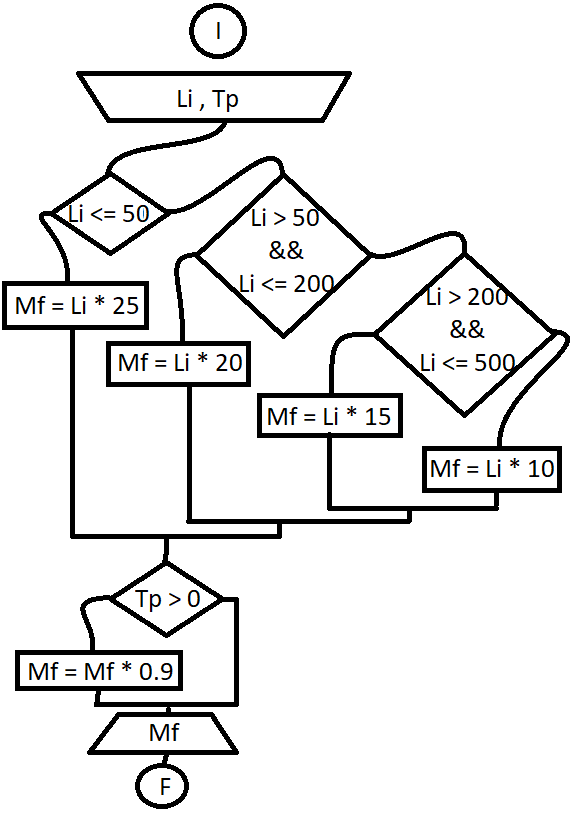 I
Li , Tp
Li <= 50
Li > 50
&&
Li <= 200
Li > 200
&&
Li <= 500
Mf = Li * 25
Mf = Li * 20
Mf = Li * 15
Mf = Li * 10
Tp > 0
Mf = Mf * 0.9
Mf
F